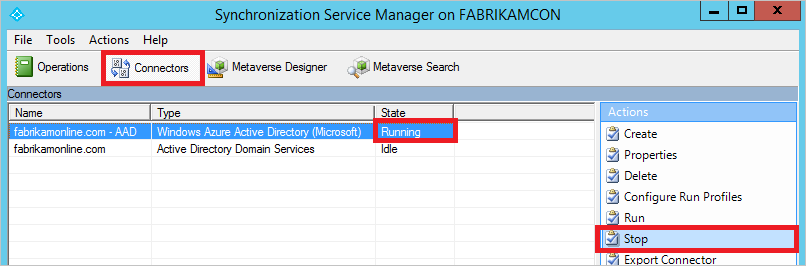 Synchronization Service Manager on FABRIKAMCON
File Tools Actions Help
Operations Connectors Metaverse Designer Metaverse Search
Connectors
Name Type State
fabrikamonline.com - AAD Windows Azure Active Directory (Microsoft) Running
fabrikamonline.com Active Directory Domain Services Idle
Actions
Create
Properties
Delete
Configure Run Profiles
Run
Stop
Export Connector